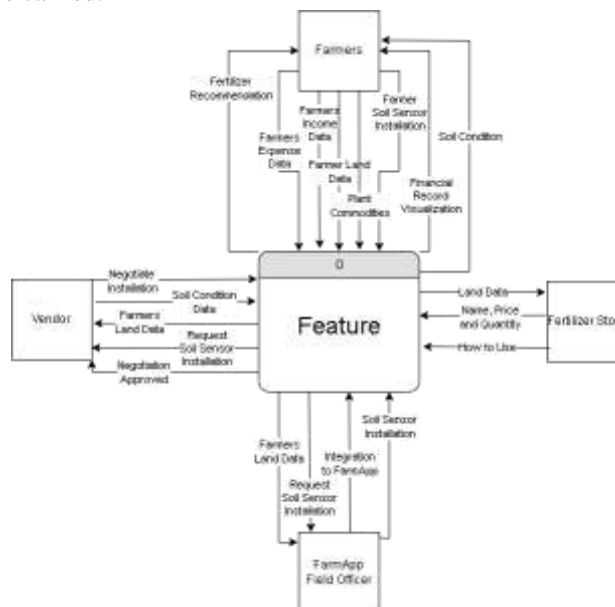 Farmers
Fertilizer
Recommendation
Farmers
Income
Data
Farmer
Soil Sensor
Installation
Soil Condition
Farmers
Expense
Data
Farmer Land
Data
Plant
Commodities
Financial
Record
Visualization
0
Feature
Vendor
Negotiate
Installation
Soil Condition
Data
Farmers
Land Data
Request
Soil Sensor
Installation
Negotiation
Approved
Land Data
Name, Price
and Quantity
How to Use
Fertilizer Sto
Farmers
Land Data
Request
Soil Sensor
Installation
Integration
to FarmApp
Soil Sensor
Installation
FarmApp
Field Officer